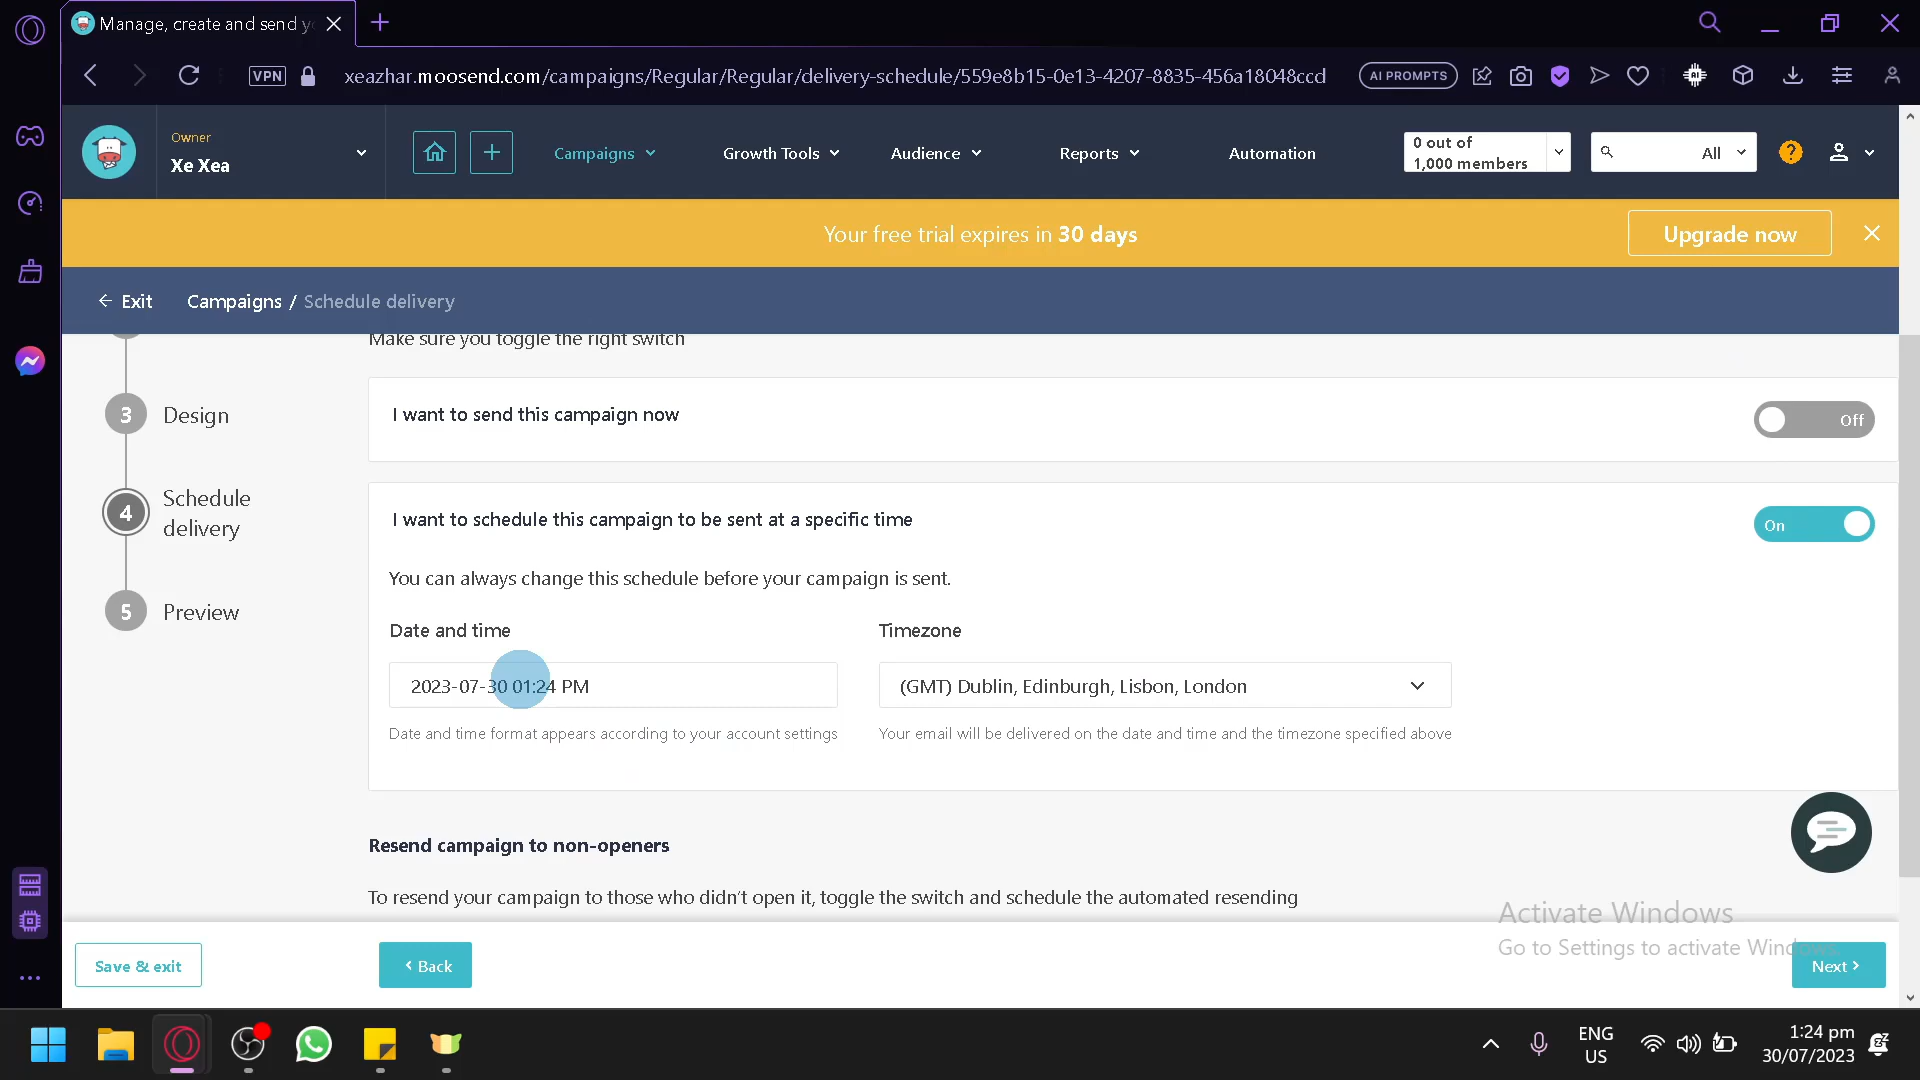 Manage, create and send y
VPN
xeazhar.moosend.com/campaigns/Regular/Regular/delivery-schedule/559e8b15-0e13-4207-8835-456a18048ccd
AI PROMPTS
Owner
Xe Xea
Campaigns
Growth Tools
Audience
Reports
Automation
0 out of
1,000 members
All
?
Your free trial expires in 30 days
Upgrade now
Exit
Campaigns / Schedule delivery
Make sure you toggle the right switch
3 Design
I want to send this campaign now
Off
4 Schedule
delivery
I want to schedule this campaign to be sent at a specific time
On
You can always change this schedule before your campaign is sent.
5 Preview
Date and time
Timezone
2023-07-30 01:24 PM
(GMT) Dublin, Edinburgh, Lisbon, London
Date and time format appears according to your account settings
Your email will be delivered on the date and time and the timezone specified above
Resend campaign to non-openers
To resend your campaign to those who didn't open it, toggle the switch and schedule the automated resending
Activate Windows
Go to Settings to activate Windows.
Save & exit
Back
Next
ENG
US
1:24 pm
30/07/2023